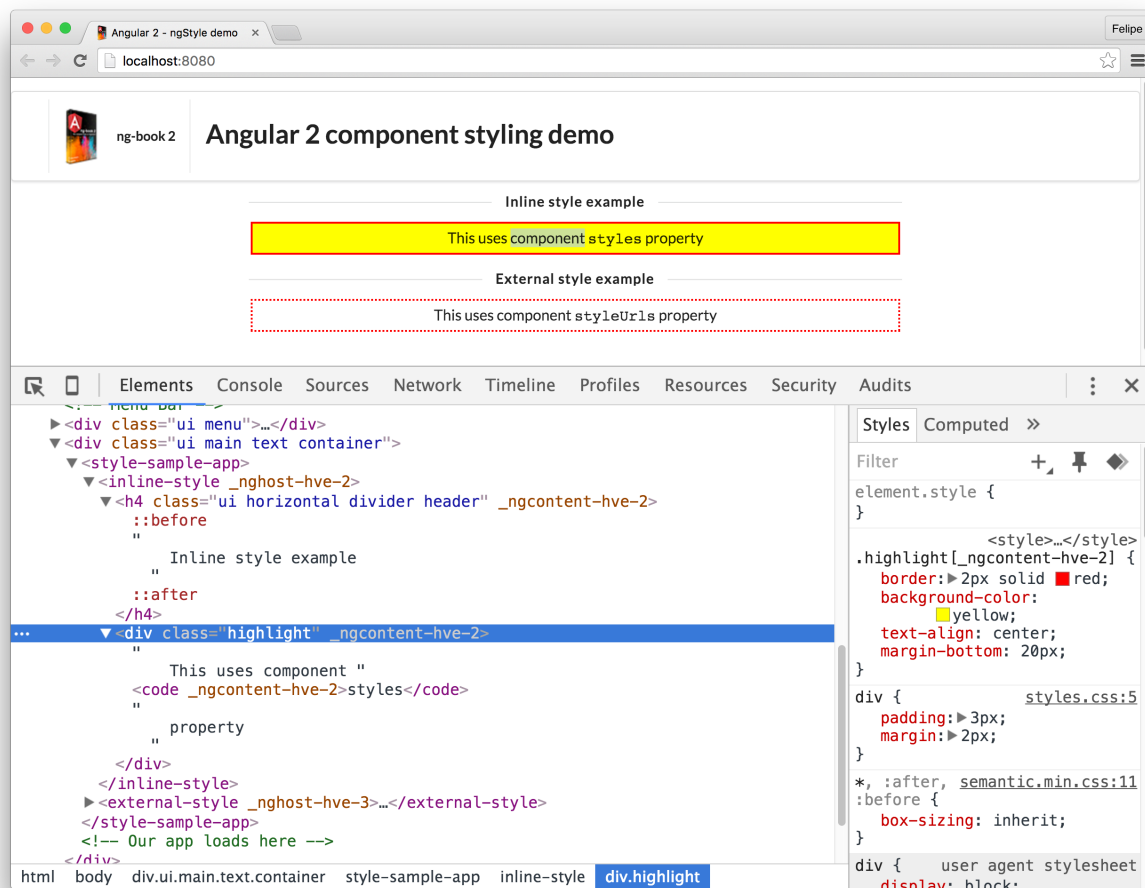 Angular 2 - ngStyle demo ×
Felipe
localhost:8080
ng-book 2
Angular 2 component styling demo
Inline style example
This uses component styles property
External style example
This uses component styleUrls property
Elements Console Sources Network Timeline Profiles Resources Security Audits
<!-- Menu Bar -->
▶<div class="ui menu">…</div>
▼<div class="ui main text container">
▼<style-sample-app>
▼<inline-style _nghost-hve-2>
▼<h4 class="ui horizontal divider header" _ngcontent-hve-2>
::before
"
Inline style example
"
::after
</h4>
▼<div class="highlight" _ngcontent-hve-2>
"
This uses component "
<code _ngcontent-hve-2>styles</code>
"
property
"
</div>
</inline-style>
▶<external-style _nghost-hve-3>…</external-style>
</style-sample-app>
<!-- Our app loads here -->
</div>
html body div.ui.main.text.container style-sample-app inline-style div.highlight
Styles Computed »
Filter
element.style {
}
<style>…</style>
.highlight[_ngcontent-hve-2] {
border:▶2px solid red;
background-color:
yellow;
text-align: center;
margin-bottom: 20px;
}
div { styles.css:5
padding:▶3px;
margin:▶2px;
}
*, :after, semantic.min.css:11
:before {
box-sizing: inherit;
}
div { user agent stylesheet
display: block;